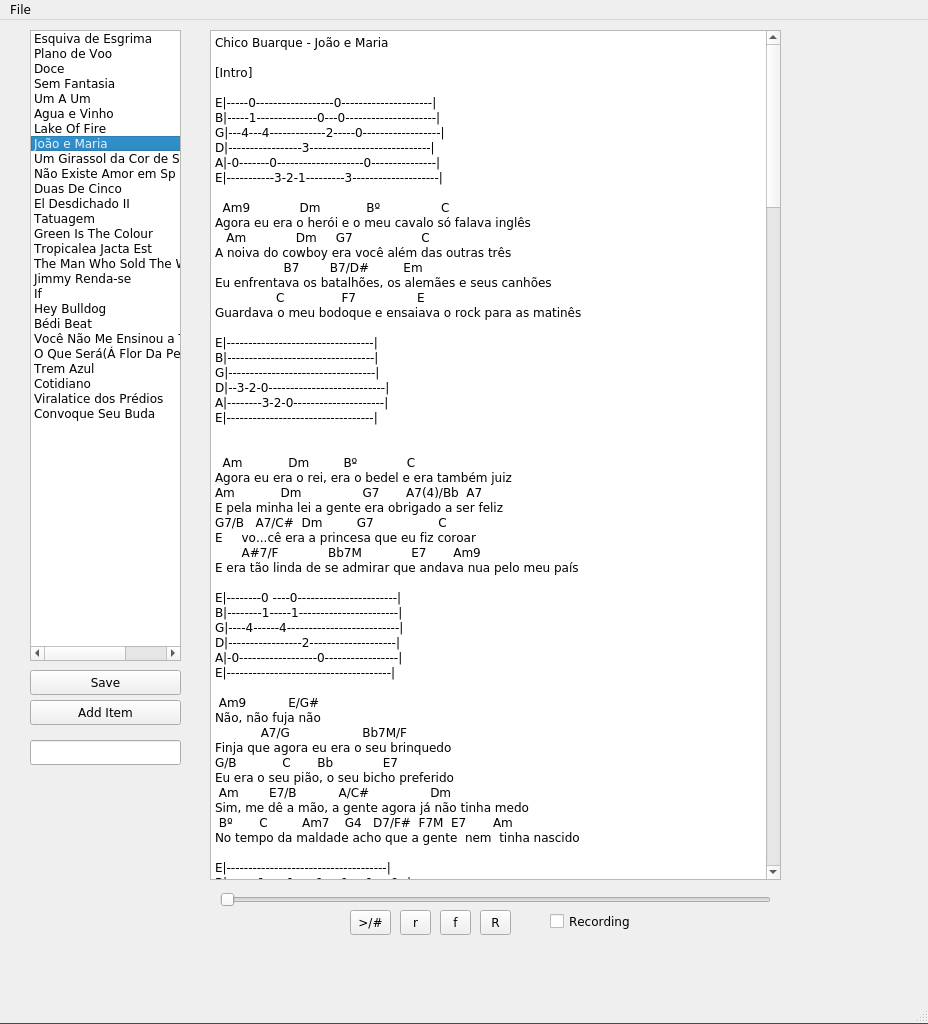 File
Esquiva de Esgrima
Plano de Voo
Doce
Sem Fantasia
Um A Um
Agua e Vinho
Lake Of Fire
João e Maria
Um Girassol da Cor de S
Não Existe Amor em Sp
Duas De Cinco
El Desdichado II
Tatuagem
Green Is The Colour
Tropicalea Jacta Est
The Man Who Sold The W
Jimmy Renda-se
If
Hey Bulldog
Bédi Beat
Você Não Me Ensinou a T
O Que Será(Á Flor Da Pe
Trem Azul
Cotidiano
Viralatice dos Prédios
Convoque Seu Buda
Save
Add Item
Chico Buarque - João e Maria
[Intro]
E|-----0------------------0---------------------|
B|-----1--------------0---0---------------------|
G|---4---4-------------2-----0------------------|
D|-----------------3----------------------------|
A|-0-------0--------------------0---------------|
E|-----------3-2-1---------3--------------------|
Am9 Dm Bº C
Agora eu era o herói e o meu cavalo só falava inglês
Am Dm G7 C
A noiva do cowboy era você além das outras três
B7 B7/D# Em
Eu enfrentava os batalhões, os alemães e seus canhões
C F7 E
Guardava o meu bodoque e ensaiava o rock para as matinês
E|----------------------------------|
B|----------------------------------|
G|----------------------------------|
D|--3-2-0---------------------------|
A|--------3-2-0---------------------|
E|----------------------------------|
Am Dm Bº C
Agora eu era o rei, era o bedel e era também juiz
Am Dm G7 A7(4)/Bb A7
E pela minha lei a gente era obrigado a ser feliz
G7/B A7/C# Dm G7 C
E vo...cê era a princesa que eu fiz coroar
A#7/F Bb7M E7 Am9
E era tão linda de se admirar que andava nua pelo meu país
E|--------0 ----0-----------------------|
B|--------1-----1-----------------------|
G|----4------4--------------------------|
D|-----------------2--------------------|
A|-0------------------0-----------------|
E|--------------------------------------|
Am9 E/G#
Não, não fuja não
A7/G Bb7M/F
Finja que agora eu era o seu brinquedo
G/B C Bb E7
Eu era o seu pião, o seu bicho preferido
Am E7/B A/C# Dm
Sim, me dê a mão, a gente agora já não tinha medo
Bº C Am7 G4 D7/F# F7M E7 Am
No tempo da maldade acho que a gente nem tinha nascido
E|-------------------------------------|
>/# r f R Recording